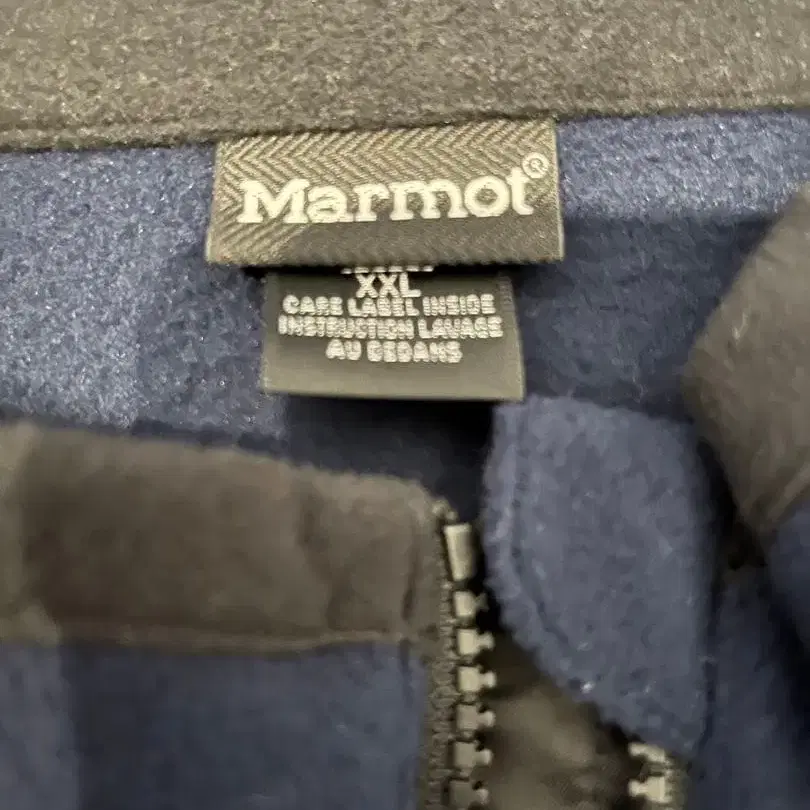 Marmot®
XXL
CARE LABEL INSIDE
INSTRUCTION LAVAGE
AU DEDANS